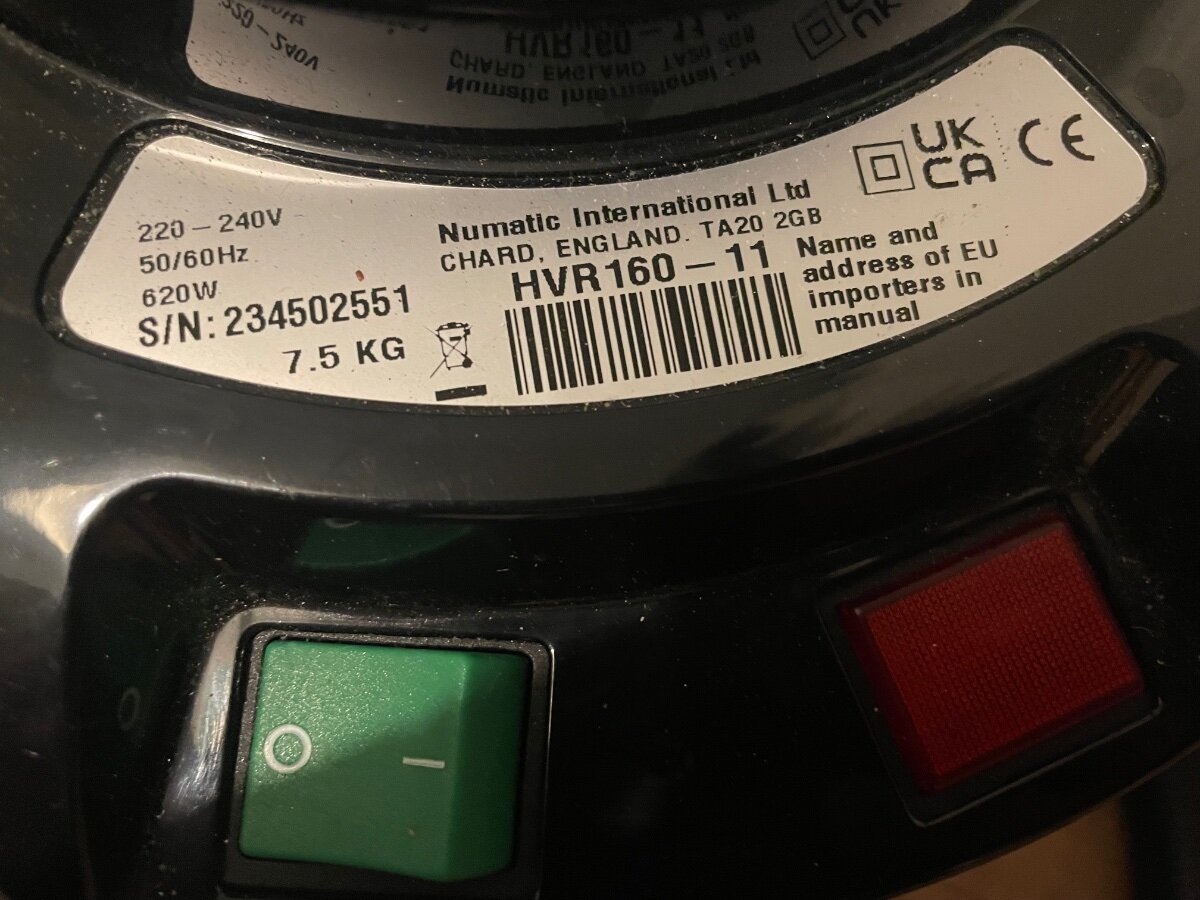 220 – 240V
50/60Hz
620W
S/N: 234502551
7.5 KG
Numatic International Ltd
CHARD, ENGLAND. TA20 2GB
HVR160 – 11
UK
CA
CE
Name and
address of EU
importers in
manual
O
I